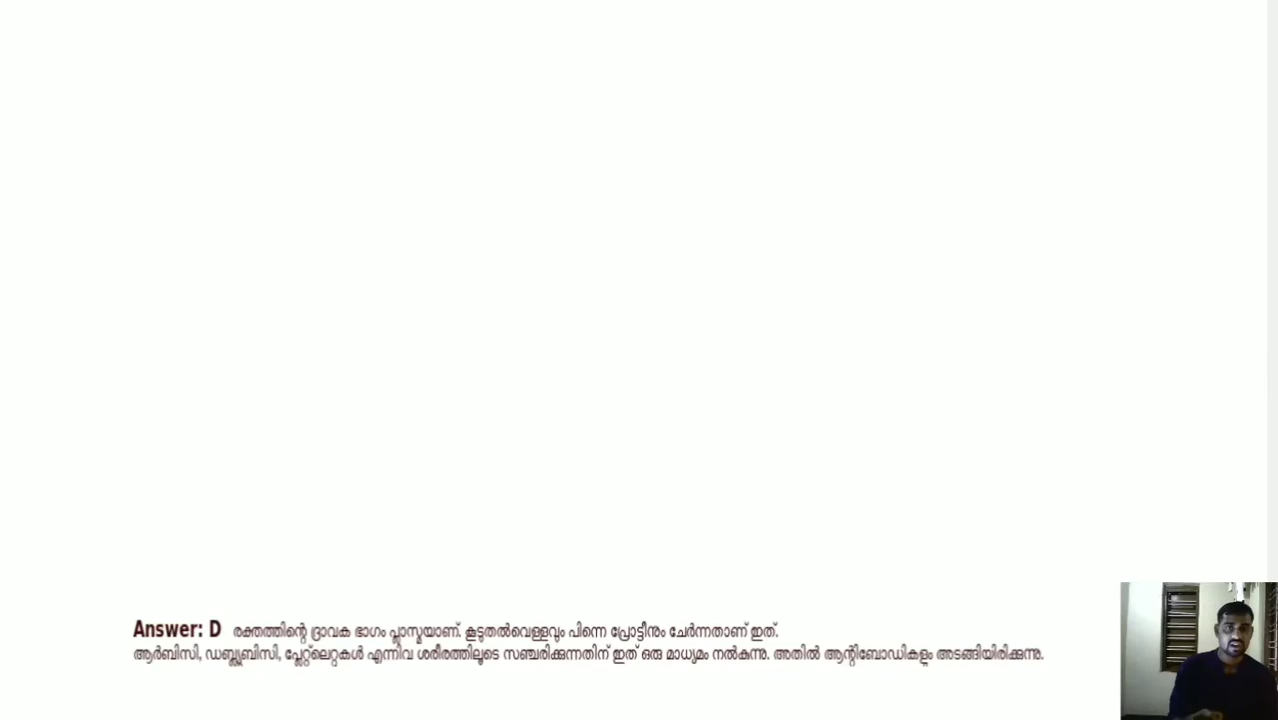 Answer: D രക്തത്തിന്റെ ദ്രാവക ഭാഗം പ്ലാസ്മയാണ്. കൂടുതൽവെള്ളവും പിന്നെ പ്രോട്ടീനും ചേർന്നതാണ് ഇത്.
ആർബിസി, ഡബ്ല്യുബിസി, പ്ലേറ്റ്ലെറ്റുകൾ എന്നിവ ശരീരത്തിലൂടെ സഞ്ചരിക്കുന്നതിന് ഇത് ഒരു മാധ്യമം നൽകുന്നു. അതിൽ ആന്റിബോഡികളും അടങ്ങിയിരിക്കുന്നു.